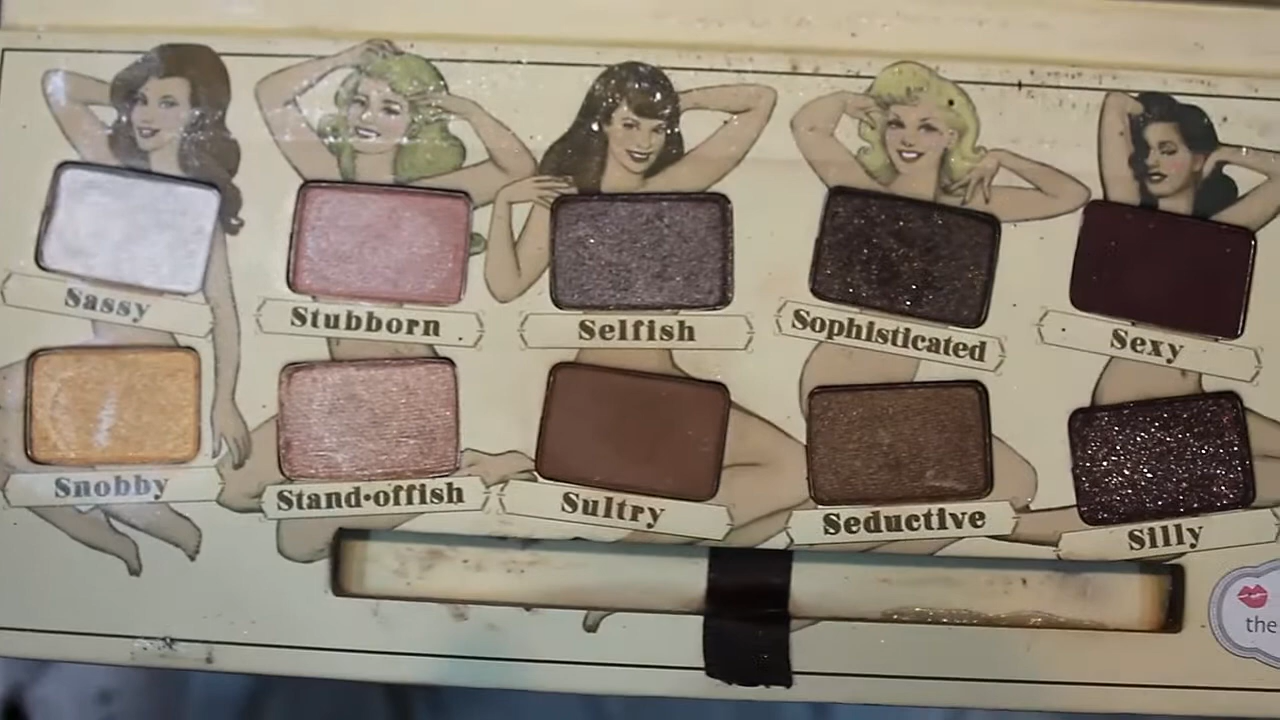 Sassy
Stubborn
Selfish
Sophisticated
Sexy
Snobby
Stand·offish
Sultry
Seductive
Silly
the